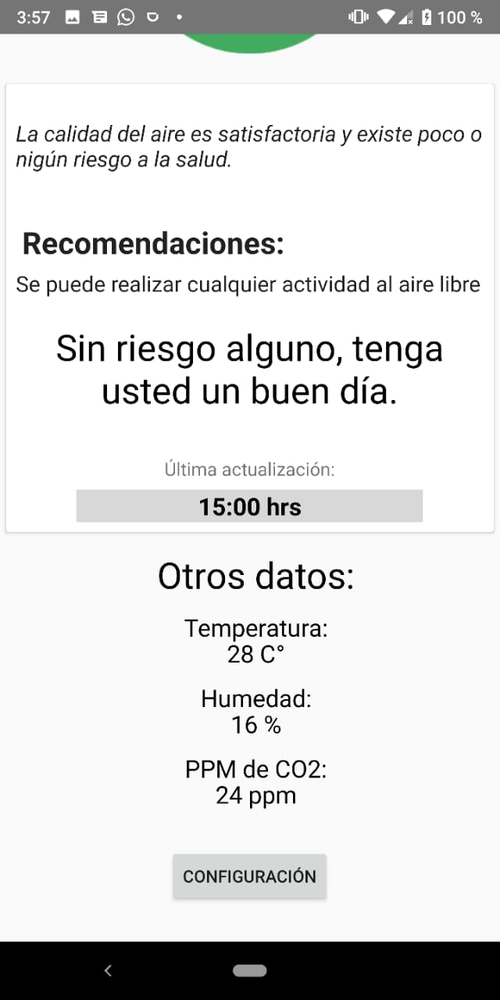 3:57
100 %
La calidad del aire es satisfactoria y existe poco o
nigún riesgo a la salud.
Recomendaciones:
Se puede realizar cualquier actividad al aire libre
Sin riesgo alguno, tenga
usted un buen día.
Última actualización:
15:00 hrs
Otros datos:
Temperatura:
28 C°
Humedad:
16 %
PPM de CO2:
24 ppm
CONFIGURACIÓN